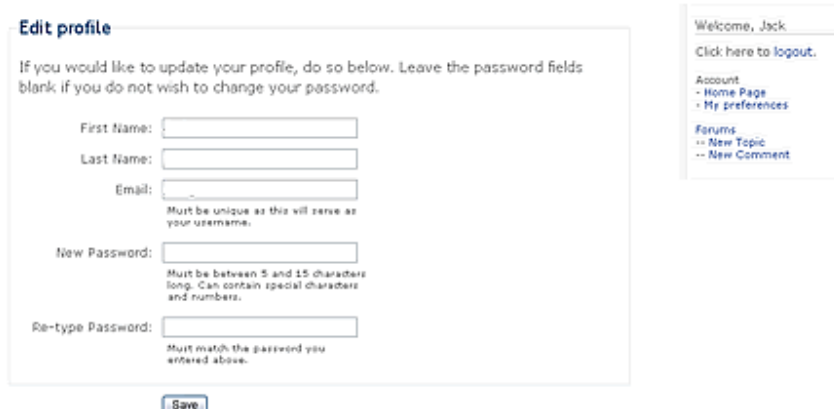 Edit profile
If you would like to update your profile, do so below. Leave the password fields
blank if you do not wish to change your password.
First Name:
Last Name:
Email:
Must be unique as this will serve as
your username.
New Password:
Must be between 5 and 15 characters
long. Can contain special characters
and numbers.
Re-type Password:
Must match the password you
entered above.
Save
Welcome, Jack
Click here to logout.
Account
- Home Page
- My preferences
Forums
-- New Topic
-- New Comment